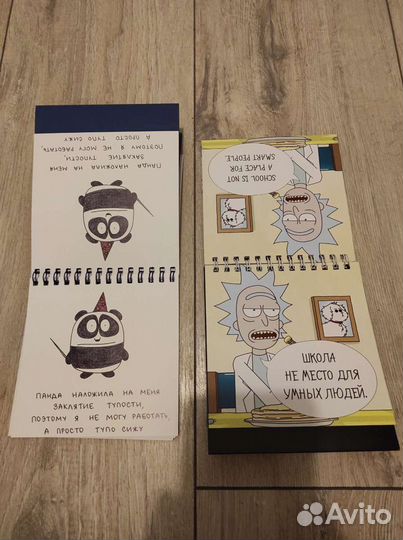 ПАНДА НАЛОЖИЛА НА МЕНЯ
ЗАКЛЯТИЕ ТУПОСТИ,
ПОЭТОМУ Я НЕ МОГУ РАБОТАТЬ,
А ПРОСТО ТУПО СИЖУ
ПАНДА НАЛОЖИЛА НА МЕНЯ
ЗАКЛЯТИЕ ТУПОСТИ,
ПОЭТОМУ Я НЕ МОГУ РАБОТАТЬ,
А ПРОСТО ТУПО СИЖУ
SCHOOL IS NOT
A PLACE FOR
SMART PEOPLE.
ШКОЛА
НЕ МЕСТО ДЛЯ
УМНЫХ ЛЮДЕЙ.
Avito